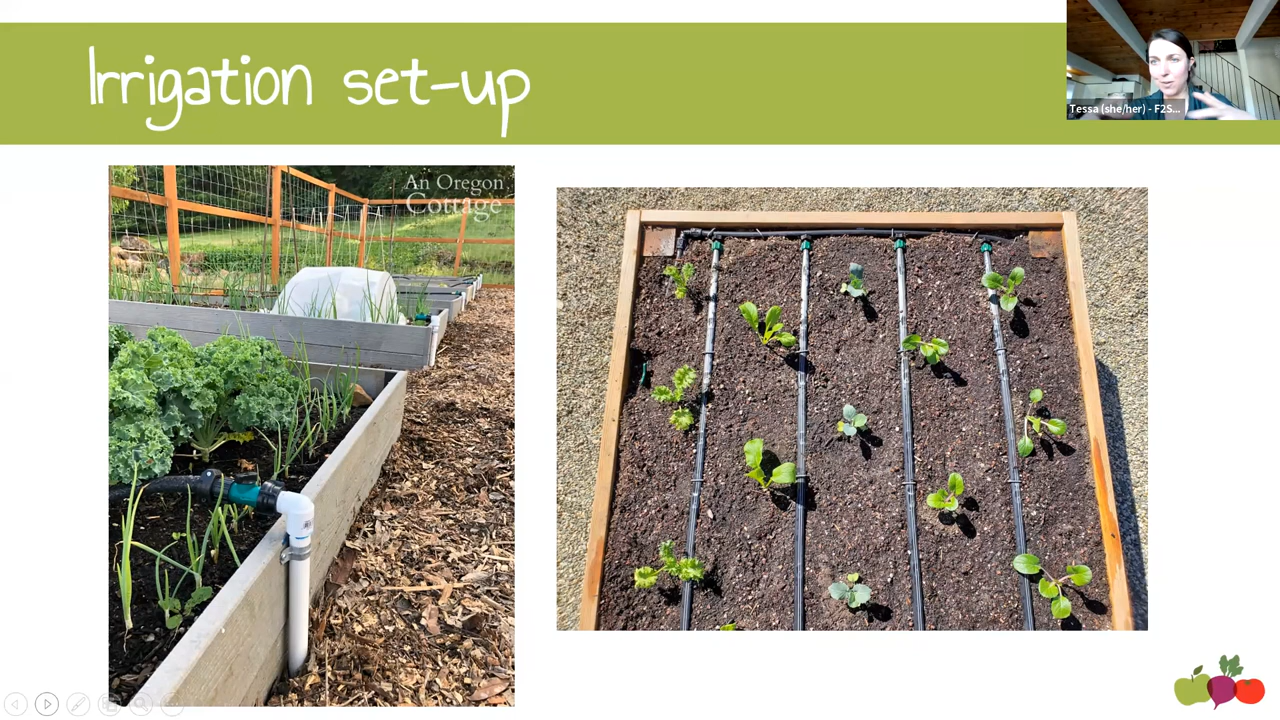 Irrigation set-up
Tessa (she/her) - F2S...
An Oregon
Cottage